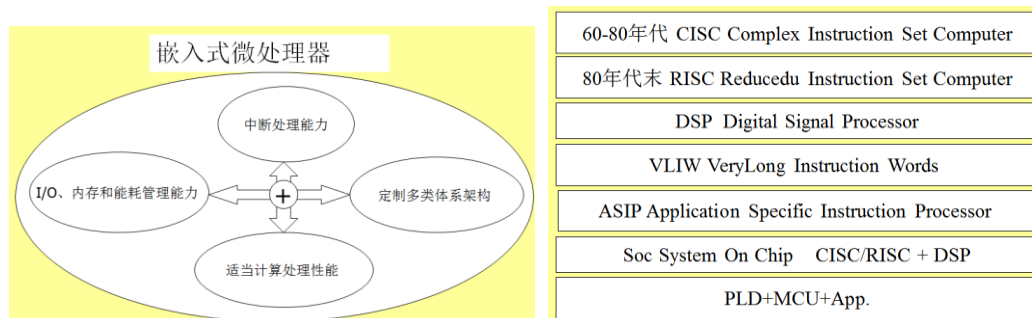 嵌入式微处理器
中断处理能力
I/O、内存和能耗管理能力
+
定制多类体系架构
适当计算处理性能
60-80年代 CISC Complex Instruction Set Computer
80年代末 RISC Reducedu Instruction Set Computer
DSP Digital Signal Processor
VLIW VeryLong Instruction Words
ASIP Application Specific Instruction Processor
Soc System On Chip CISC/RISC + DSP
PLD+MCU+App.